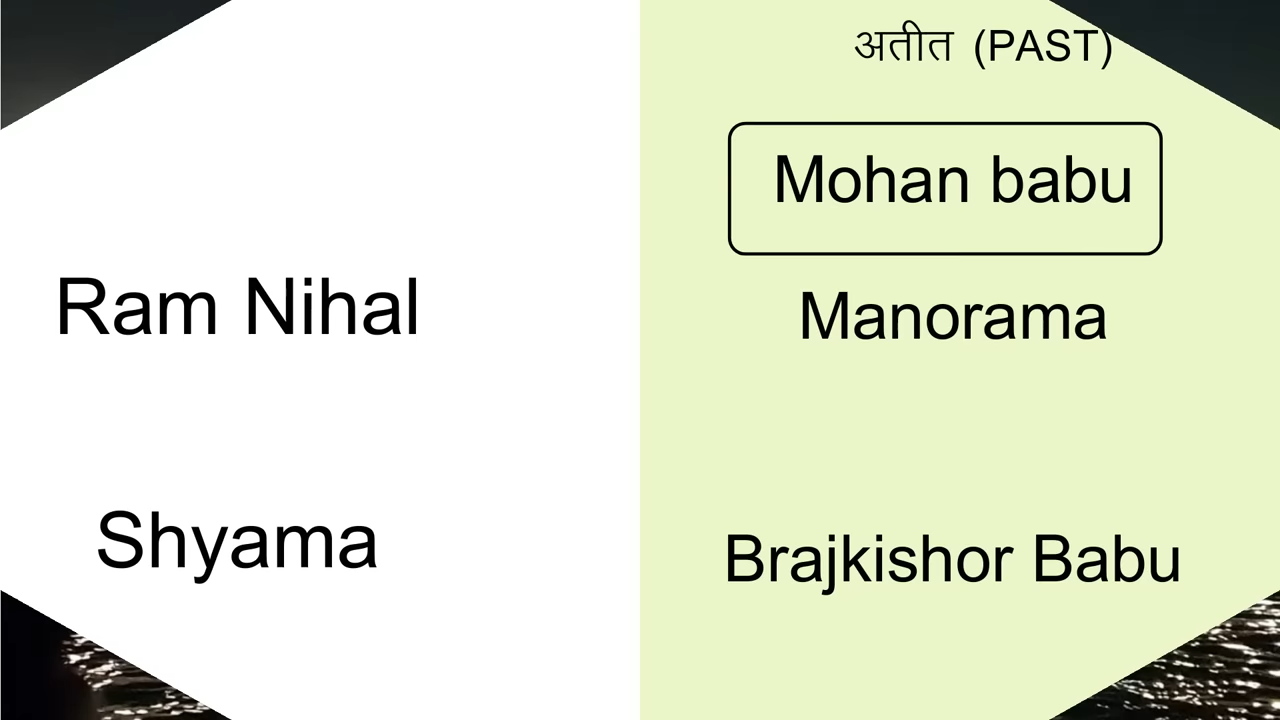 अतीत (PAST)
Mohan babu
Ram Nihal
Manorama
Shyama
Brajkishor Babu